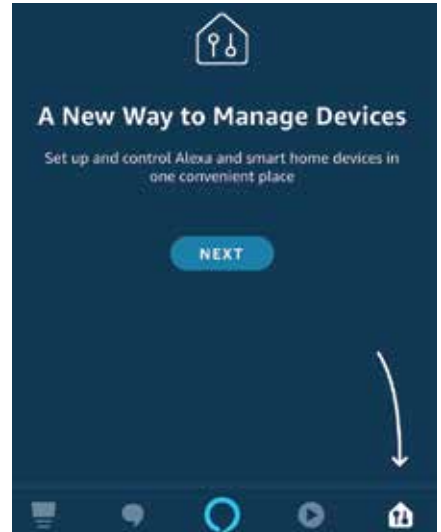 A New Way to Manage Devices
Set up and control Alexa and smart home devices in
one convenient place
NEXT